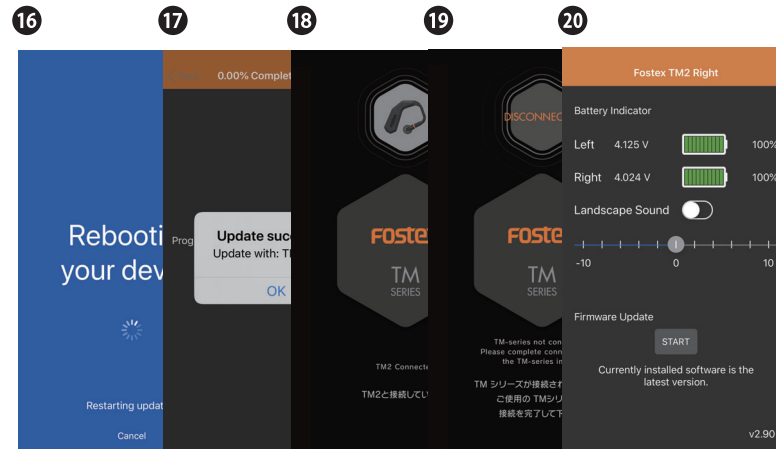 16
17
18
19
20
Rebooti
your dev
Restarting updat
Cancel
0.00% Complet
Prog
Update suc
Update with: T
OK
FOSTE
TM
SERIES
TM2 Connecte
TM2と接続してい
DISCONNEC
FOSTE
TM
SERIES
TM-series not con
Please complete conn
the TM-series in
TM シリーズが接続され
ご使用の TMシリ
接続を完了して下
Fostex TM2 Right
Battery Indicator
Left 4.125 V 100%
Right 4.024 V 100%
Landscape Sound
-10 0 10
Firmware Update
START
Currently installed software is the
latest version.
v2.90